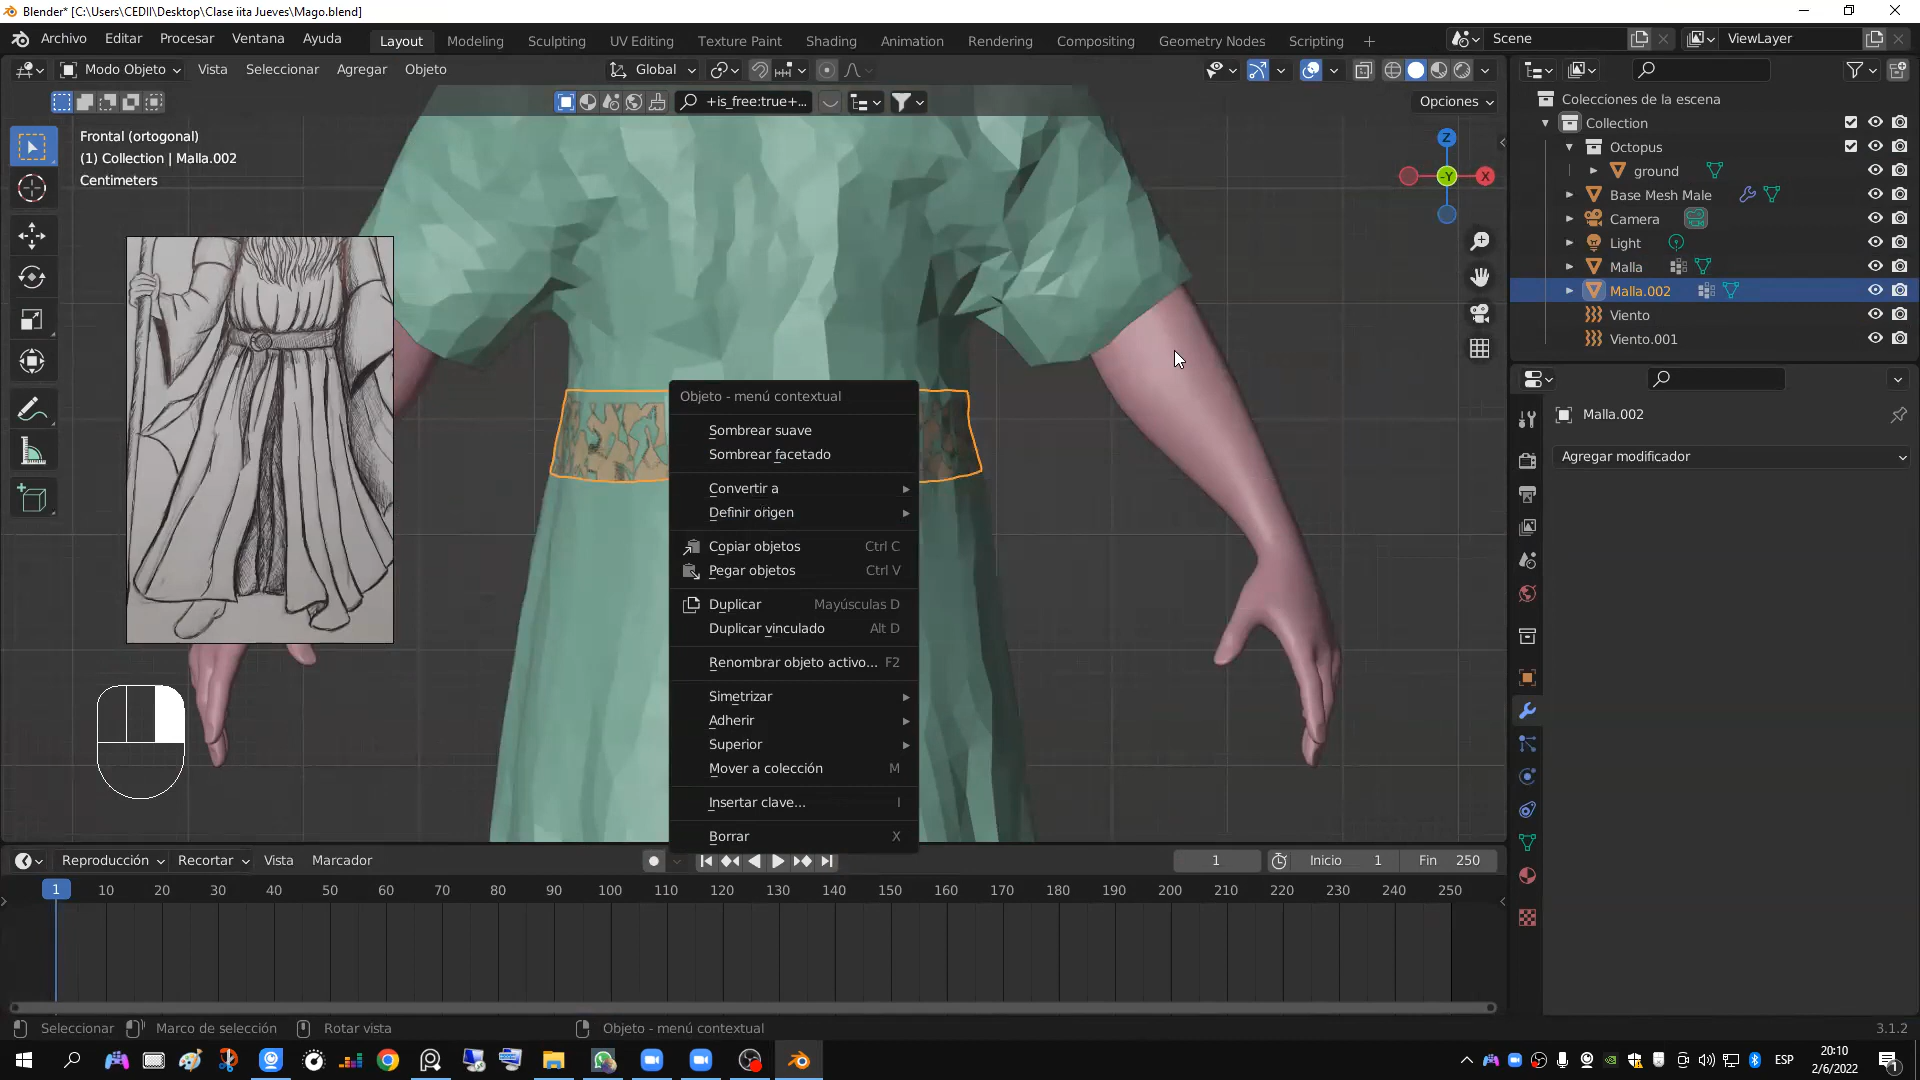 Blender* [C:\Users\CEDII\Desktop\Clase iita Jueves\Mago.blend]
Archivo Editar Procesar Ventana Ayuda
Layout Modeling Sculpting UV Editing Texture Paint Shading Animation Rendering Compositing Geometry Nodes Scripting
Scene
ViewLayer
Modo Objeto Vista Seleccionar Agregar Objeto
Global
+is_free:true+...
Opciones
Frontal (ortogonal)
(1) Collection | Malla.002
Centimeters
Z
-Y
X
Objeto - menú contextual
Sombrear suave
Sombrear facetado
Convertir a
Definir origen
Copiar objetos Ctrl C
Pegar objetos Ctrl V
Duplicar Mayúsculas D
Duplicar vinculado Alt D
Renombrar objeto activo... F2
Simetrizar
Adherir
Superior
Mover a colección M
Insertar clave... I
Borrar X
Colecciones de la escena
Collection
Octopus
ground
Base Mesh Male
Camera
Light
Malla
Malla.002
Viento
Viento.001
Malla.002
Agregar modificador
Reproducción Recortar Vista Marcador
1
Inicio 1
Fin 250
1 10 20 30 40 50 60 70 80 90 100 110 120 130 140 150 160 170 180 190 200 210 220 230 240 250
Seleccionar Marco de selección Rotar vista Objeto - menú contextual
3.1.2
ESP
20:10
2/6/2022
1